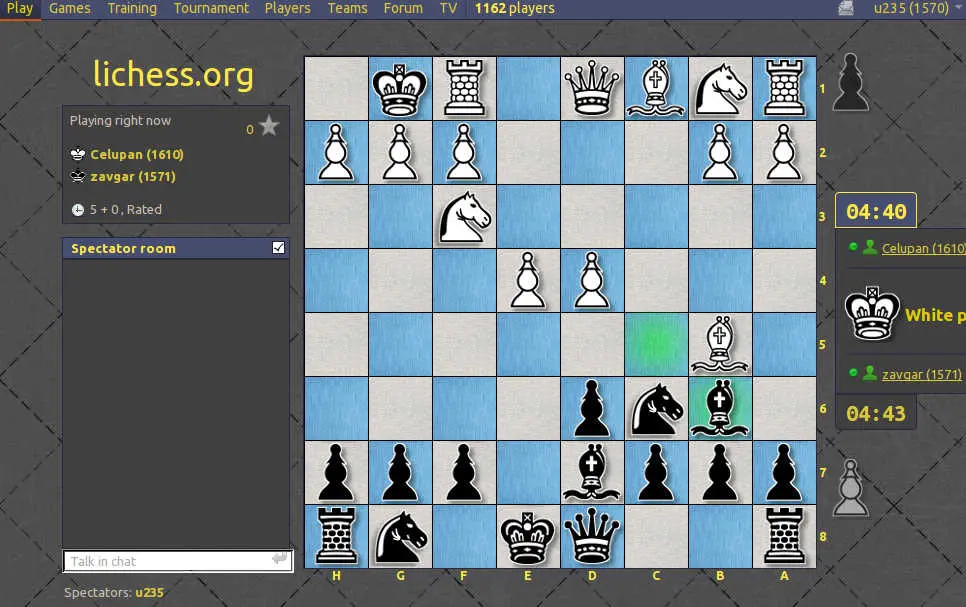 Play Games Training Tournament Players Teams Forum TV 1162 players u235 (1570)
lichess.org
Playing right now
0
Celupan (1610)
zavgar (1571)
5 + 0, Rated
Spectator room
Talk in chat
Spectators: u235
1
2
3
4
5
6
7
8
H G F E D C B A
04:40
Celupan (1610)
White p
zavgar (1571)
04:43